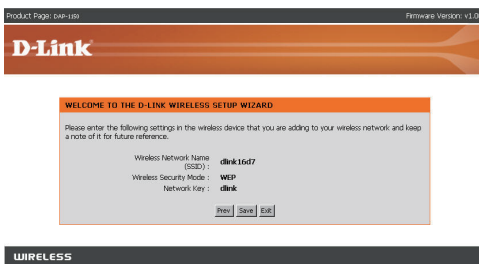 Product Page: DAP-1150 Firmware Version: v1.0
D-Link
WELCOME TO THE D-LINK WIRELESS SETUP WIZARD
Please enter the following settings in the wireless device that you are adding to your wireless network and keep
a note of it for future reference.
Wireless Network Name
(SSID) : dlink16d7
Wireless Security Mode : WEP
Network Key : dlink
Prev Save Exit
WIRELESS